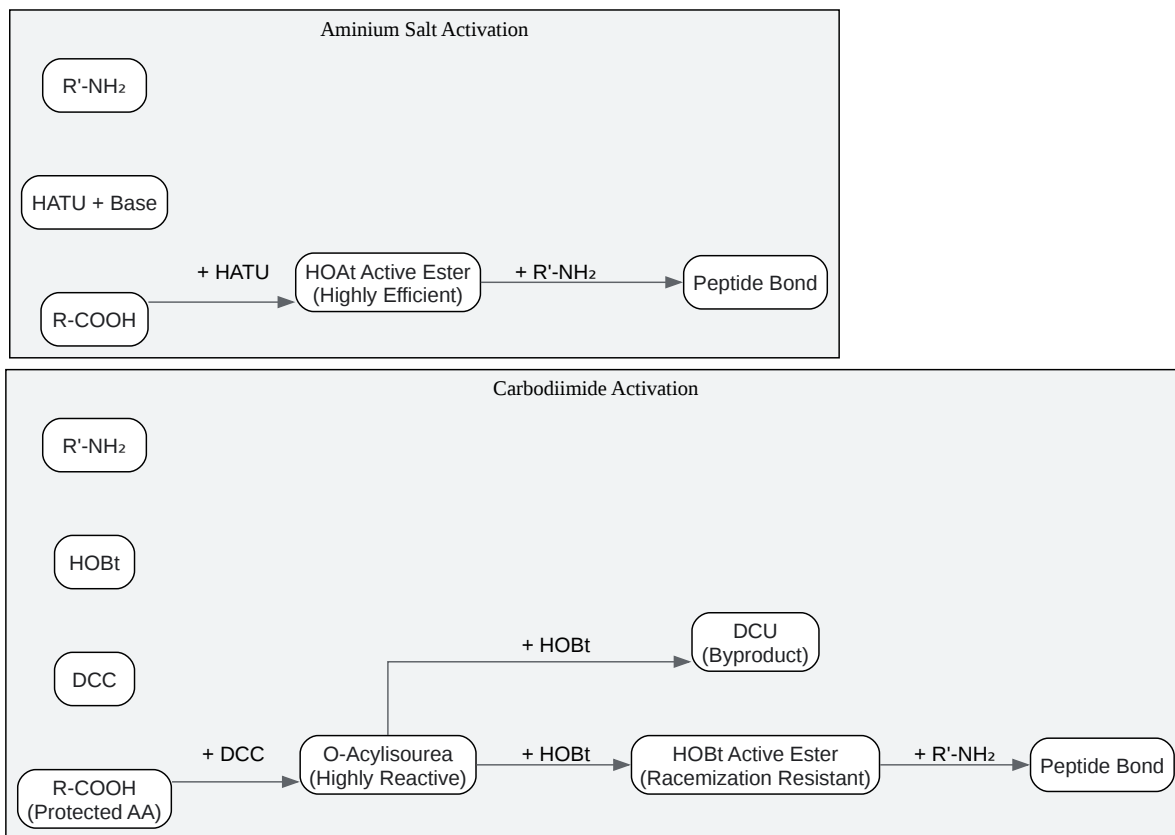 Aminium Salt Activation
R'-NH₂
HATU + Base
+ HATU
HOAt Active Ester
(Highly Efficient)
+ R'-NH₂
Peptide Bond
R-COOH
Carbodiimide Activation
R'-NH₂
HOBt
+ HOBt
DCU
(Byproduct)
DCC
+ DCC
O-Acylisourea
(Highly Reactive)
+ HOBt
HOBt Active Ester
(Racemization Resistant)
+ R'-NH₂
Peptide Bond
R-COOH
(Protected AA)